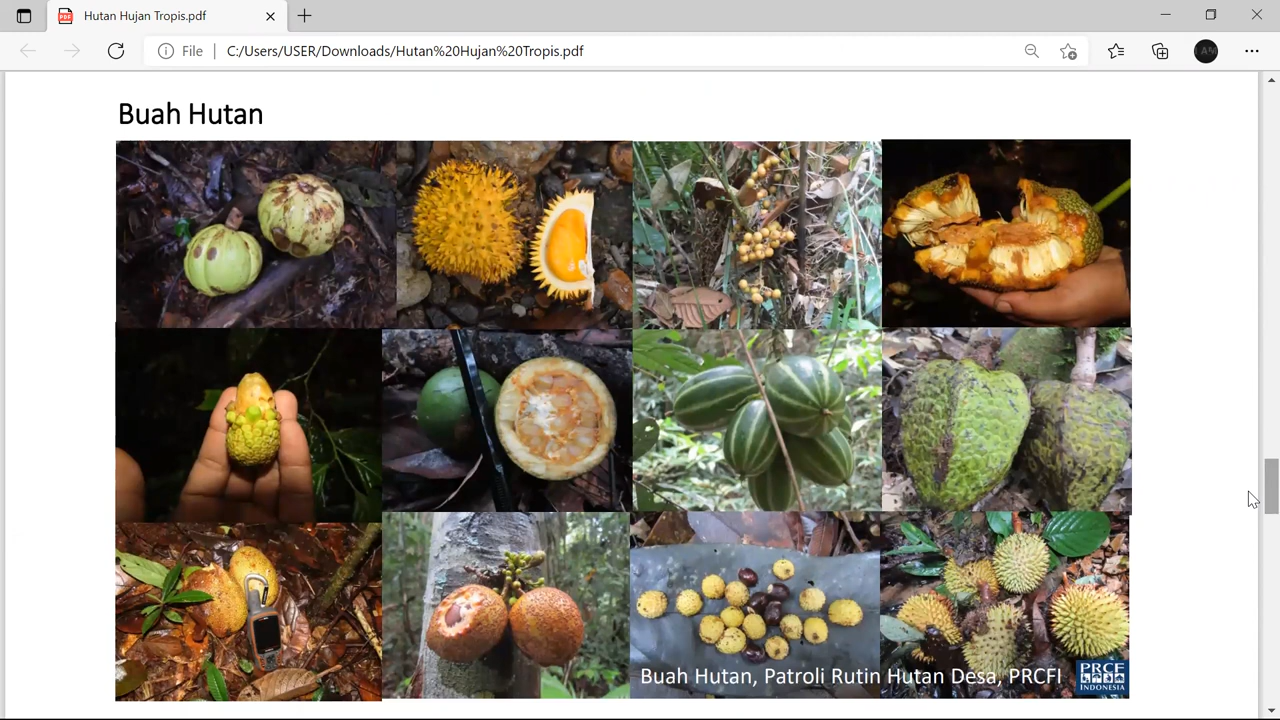 Hutan Hujan Tropis.pdf
File
C:/Users/USER/Downloads/Hutan%20Hujan%20Tropis.pdf
I AM
Buah Hutan
Buah Hutan, Patroli Rutin Hutan Desa, PRCFI
PRCF
INDONESIA